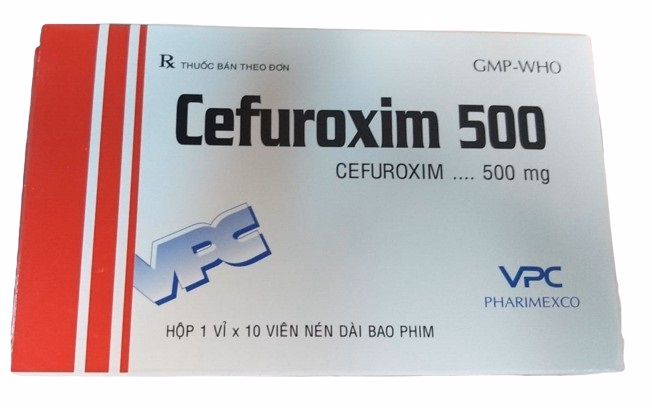 Rx THUỐC BÁN THEO ĐƠN
GMP-WHO
Cefuroxim 500
CEFUROXIM .... 500 mg
VPC
VPC
PHARIMEXCO
HỘP 1 VỈ x 10 VIÊN NÉN DÀI BAO PHIM